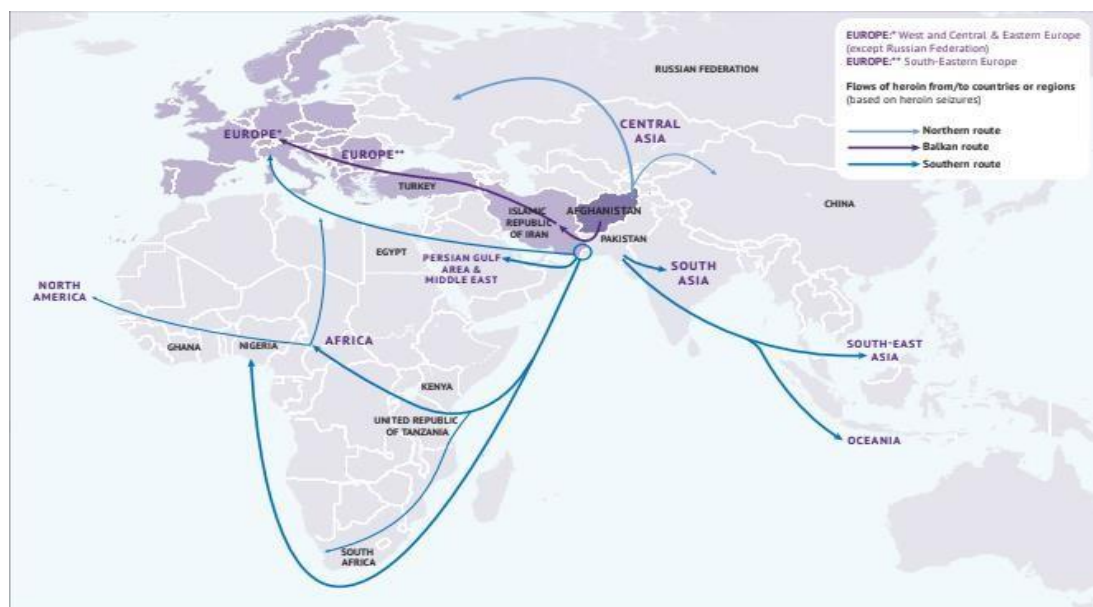 EUROPE:* West and Central & Eastern Europe
(except Russian Federation)
EUROPE:** South-Eastern Europe
Flows of heroin from/to countries or regions
(based on heroin seizures)
Northern route
Balkan route
Southern route
RUSSIAN FEDERATION
CENTRAL
ASIA
EUROPE*
EUROPE**
TURKEY
ISLAMIC
REPUBLIC
OF IRAN
AFGHANISTAN
CHINA
PAKISTAN
EGYPT
PERSIAN GULF
AREA &
MIDDLE EAST
SOUTH
ASIA
NORTH
AMERICA
GHANA
NIGERIA
AFRICA
SOUTH-EAST
ASIA
KENYA
UNITED REPUBLIC
OF TANZANIA
OCEANIA
SOUTH
AFRICA